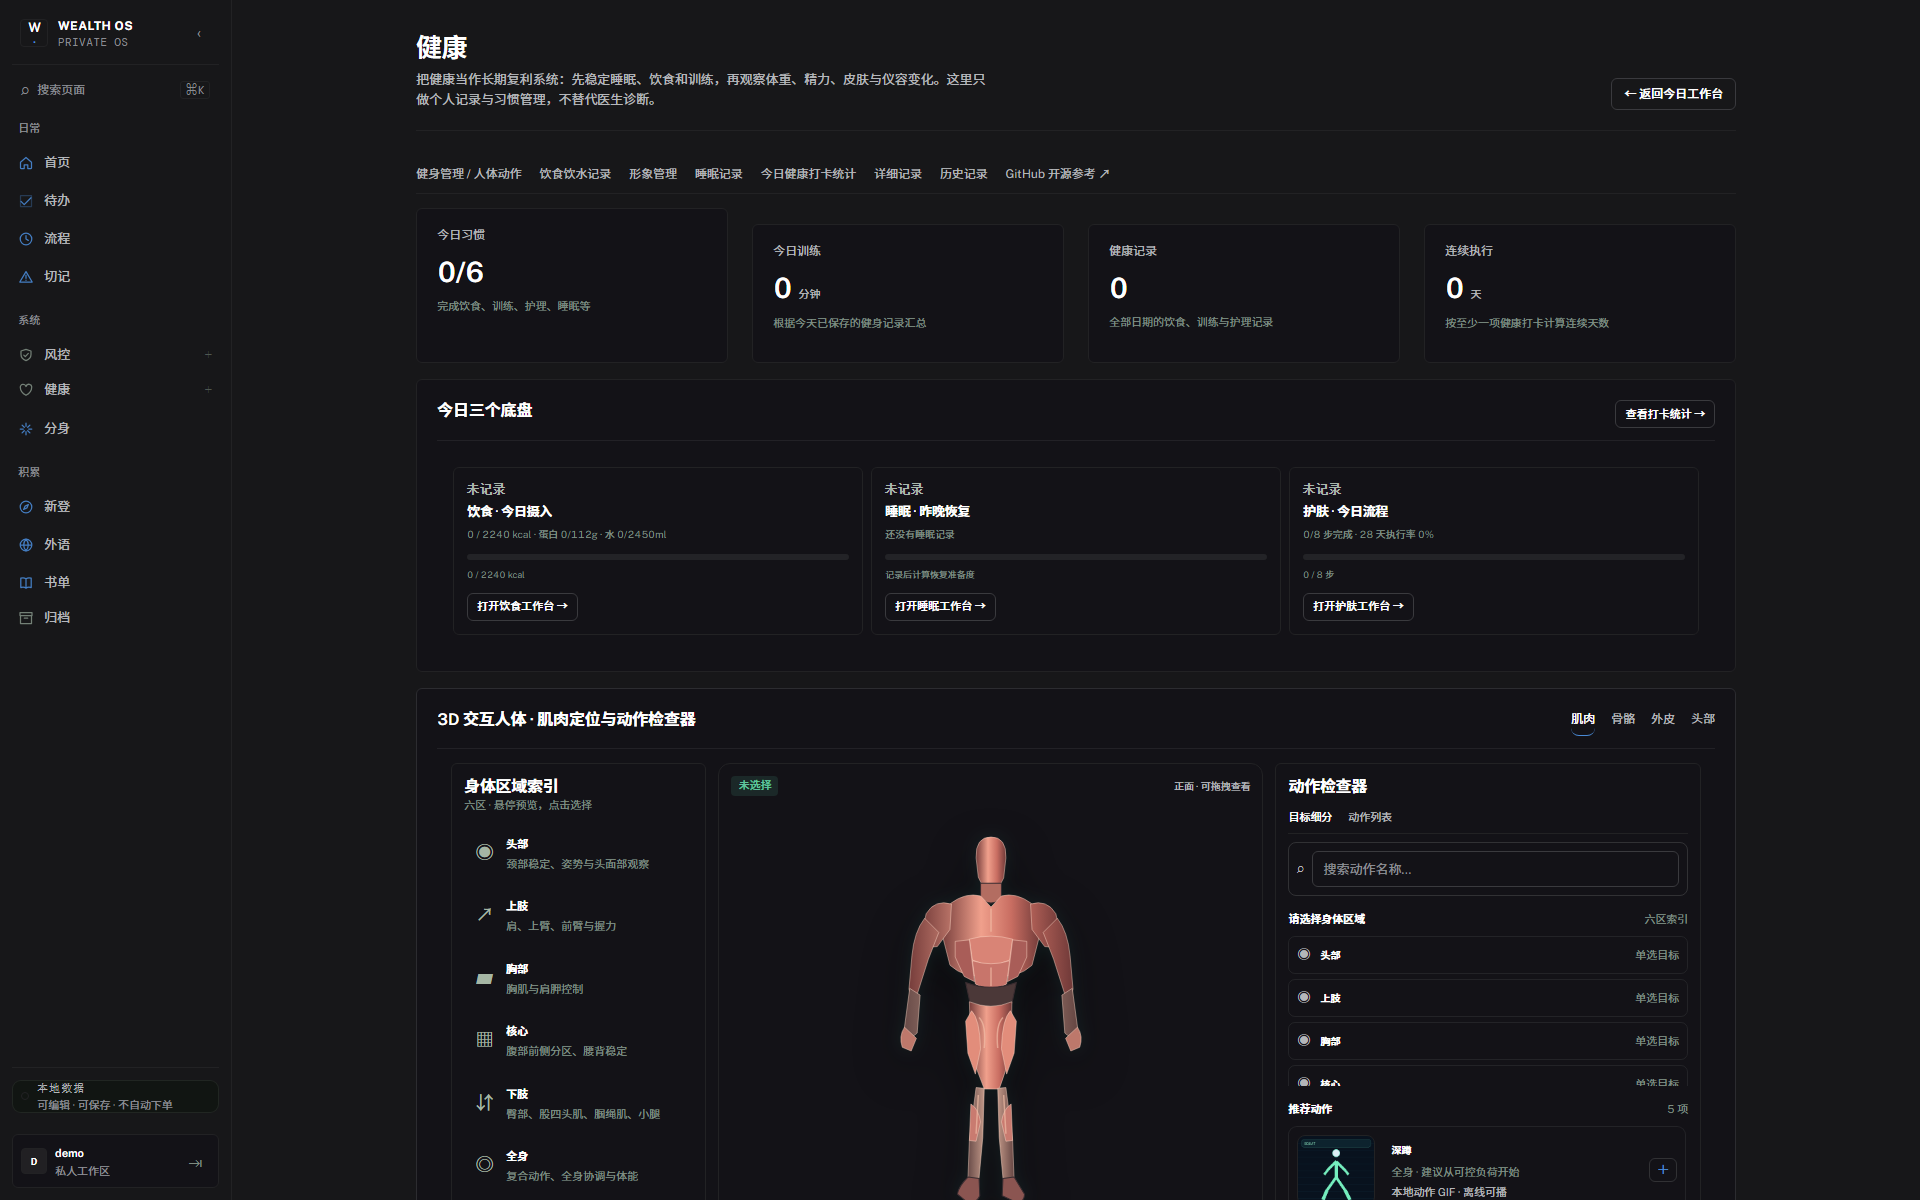 W
WEALTH OS
PRIVATE OS
‹
搜索页面
⌘K
日常
首页
待办
流程
切记
系统
风控
+
健康
+
分身
积累
新登
外语
书单
归档
本地数据
可编辑 · 可保存 · 不自动下单
D
demo
私人工作区
健康
把健康当作长期复利系统：先稳定睡眠、饮食和训练，再观察体重、精力、皮肤与仪容变化。这里只
做个人记录与习惯管理，不替代医生诊断。
← 返回今日工作台
健身管理 / 人体动作 饮食饮水记录 形象管理 睡眠记录 今日健康打卡统计 详细记录 历史记录 GitHub 开源参考 ↗
今日习惯
0/6
完成饮食、训练、护理、睡眠等
今日训练
0 分钟
根据今天已保存的健身记录汇总
健康记录
0
全部日期的饮食、训练与护理记录
连续执行
0 天
按至少一项健康打卡计算连续天数
今日三个底盘
查看打卡统计 →
未记录
饮食 · 今日摄入
0 / 2240 kcal · 蛋白 0/112g · 水 0/2450ml
0 / 2240 kcal
打开饮食工作台 →
未记录
睡眠 · 昨晚恢复
还没有睡眠记录
记录后计算恢复准备度
打开睡眠工作台 →
未记录
护肤 · 今日流程
0/8 步完成 · 28 天执行率 0%
0 / 8 步
打开护肤工作台 →
3D 交互人体 · 肌肉定位与动作检查器
肌肉 骨骼 外皮 头部
身体区域索引
六区 · 悬停预览，点击选择
头部
颈部稳定、姿势与头面部观察
上肢
肩、上臂、前臂与握力
胸部
胸肌与肩胛控制
核心
腹部前侧分区、腰背稳定
下肢
臀部、股四头肌、腘绳肌、小腿
全身
复合动作、全身协调与体能
未选择
正面 · 可拖拽查看
动作检查器
目标细分 动作列表
搜索动作名称...
请选择身体区域
六区索引
头部
单选目标
上肢
单选目标
胸部
单选目标
核心
单选目标
推荐动作
5 项
深蹲
全身 · 建议从可控负荷开始
本地动作 GIF · 离线可播
+